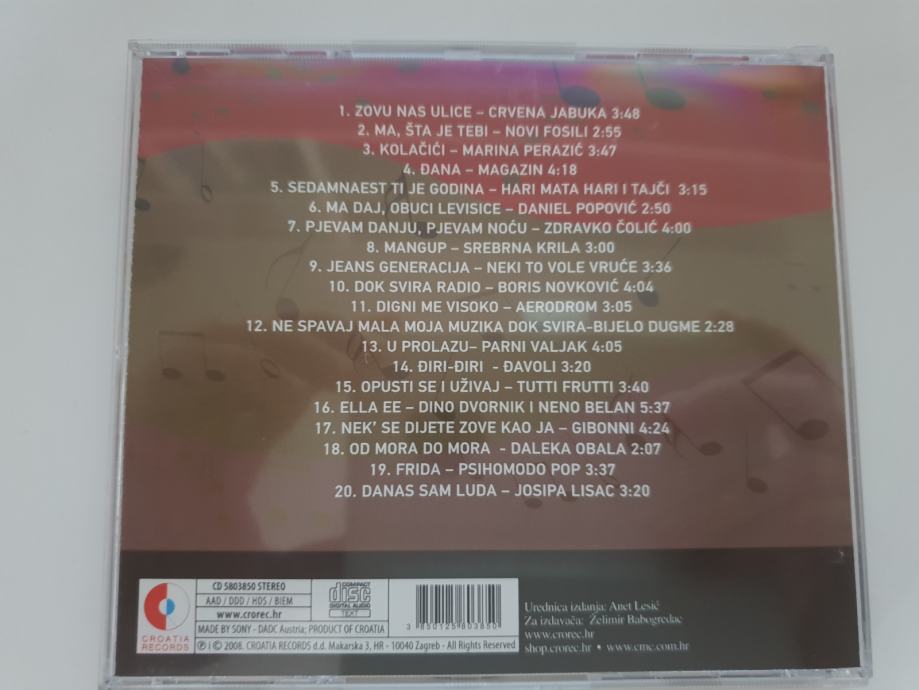 1. ZOVU NAS ULICE – CRVENA JABUKA 3:48
2. MA, ŠTA JE TEBI – NOVI FOSILI 2:55
3. KOLAČIĆI – MARINA PERAZIĆ 3:47
4. ĐANA – MAGAZIN 4:18
5. SEDAMNAEST TI JE GODINA – HARI MATA HARI I TAJČI 3:15
6. MA DAJ, OBUCI LEVISICE – DANIEL POPOVIĆ 2:50
7. PJEVAM DANJU, PJEVAM NOĆU – ZDRAVKO ČOLIĆ 4:00
8. MANGUP – SREBRNA KRILA 3:00
9. JEANS GENERACIJA – NEKI TO VOLE VRUĆE 3:36
10. DOK SVIRA RADIO – BORIS NOVKOVIĆ 4:04
11. DIGNI ME VISOKO – AERODROM 3:05
12. NE SPAVAJ MALA MOJA MUZIKA DOK SVIRA-BIJELO DUGME 2:28
13. U PROLAZU– PARNI VALJAK 4:05
14. ĐIRI-ĐIRI - ĐAVOLI 3:20
15. OPUSTI SE I UŽIVAJ – TUTTI FRUTTI 3:40
16. ELLA EE – DINO DVORNIK I NENO BELAN 5:37
17. NEK' SE DIJETE ZOVE KAO JA – GIBONNI 4:24
18. OD MORA DO MORA - DALEKA OBALA 2:07
19. FRIDA – PSIHOMODO POP 3:37
20. DANAS SAM LUDA – JOSIPA LISAC 3:20
CROATIA
RECORDS
CD 5803850 STEREO
AAD / DDD / HDS / BIEM
www.crorec.hr
COMPACT
disc
DIGITAL AUDIO
TEXT
MADE BY SONY - DADC Austria; PRODUCT OF CROATIA
Ⓟ i © 2008. CROATIA RECORDS d.d. Makarska 3, HR - 10040 Zagreb - All Rights Reserved
3 850125 803850
Urednica izdanja: Anet Lesić
Za izdavača: Želimir Babogredac
www.crorec.hr
shop.crorec.hr • www.cmc.com.hr